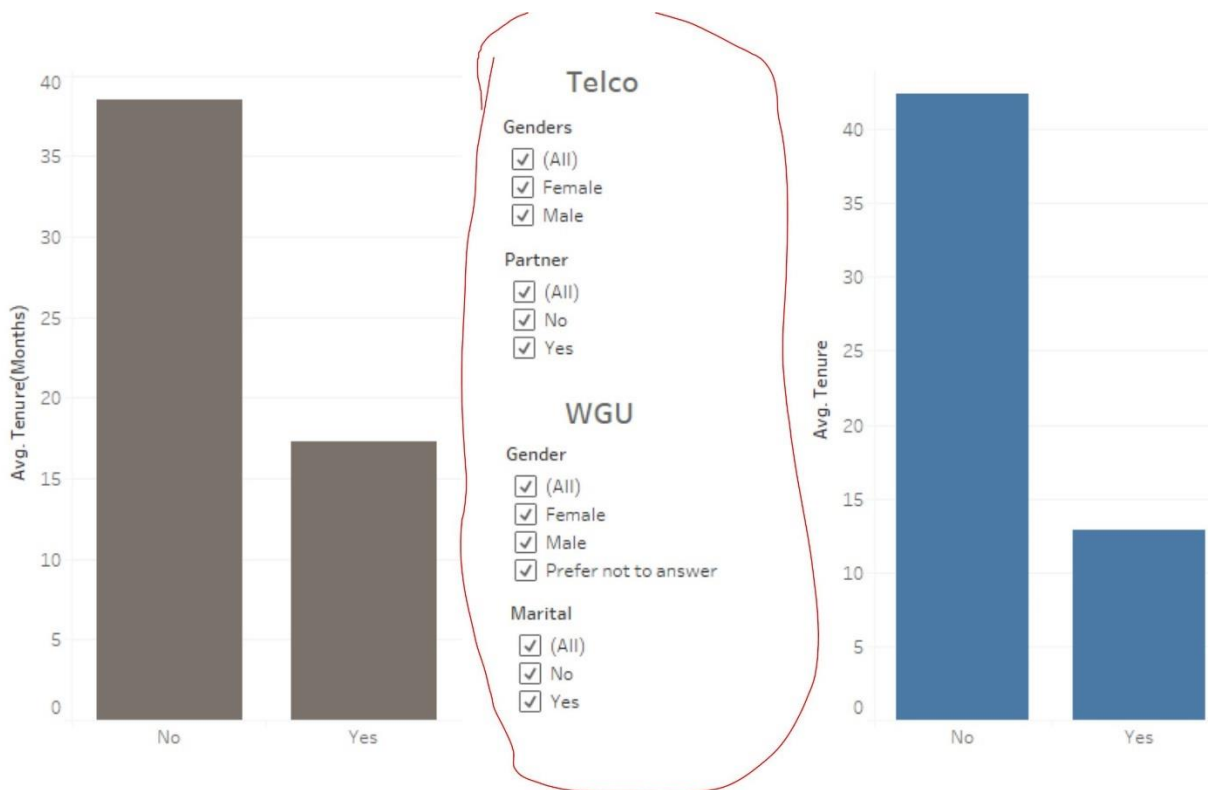 40
35
30
25
20
15
10
5
0
Avg. Tenure(Months)
No Yes
Telco
Genders
(All)
Female
Male
Partner
(All)
No
Yes
WGU
Gender
(All)
Female
Male
Prefer not to answer
Marital
(All)
No
Yes
40
35
30
25
20
15
10
5
0
Avg. Tenure
No Yes